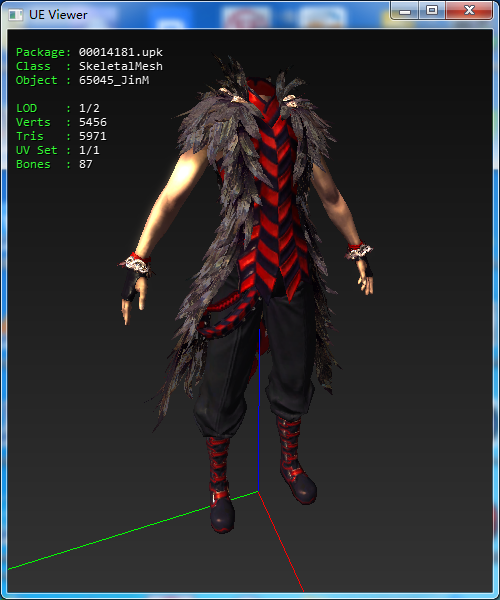 UE Viewer
Package: 00014181.upk
Class : SkeletalMesh
Object : 65045_JinM
LOD : 1/2
Verts : 5456
Tris : 5971
UV Set : 1/1
Bones : 87